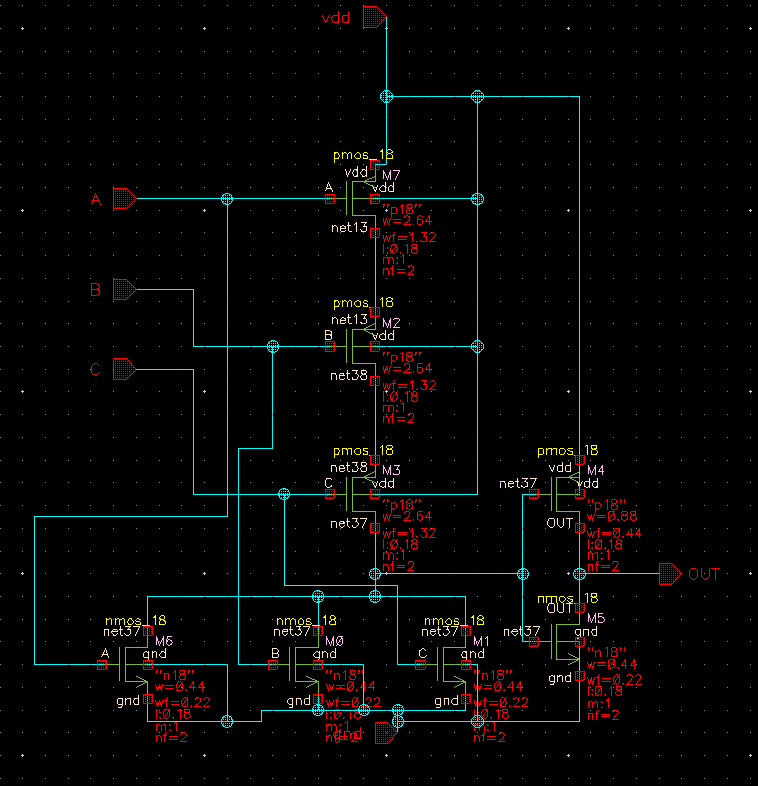 vdd
pmos_18
vdd
M7
A
A
vdd
net13
"p18"
w=2.64
wf=1.32
l:0.18
m:1
nf=2
B
pmos_18
net13
M2
B
vdd
net38
"p18"
w=2.64
wf=1.32
l:0.18
m:1
nf=2
C
pmos_18
net38
M3
C
vdd
net37
"p18"
w=2.64
wf=1.32
l:0.18
m:1
nf=2
pmos_18
vdd
M4
net37
vdd
OUT
"p18"
w=0.88
wf=0.44
l:0.18
m:1
nf=2
OUT
nmos_18
net37
M6
A
gnd
gnd
"n18"
w=0.44
wf=0.22
l:0.18
m:1
nf=2
nmos_18
net37
M0
B
gnd
gnd
"n18"
w=0.44
wf=0.22
l:0.18
m:1
nf=2
gnd
nmos_18
net37
M1
C
gnd
gnd
"n18"
w=0.44
wf=0.22
l:0.18
m:1
nf=2
nmos_18
OUT
M5
net37
gnd
gnd
"n18"
w=0.44
wf=0.22
l:0.18
m:1
nf=2